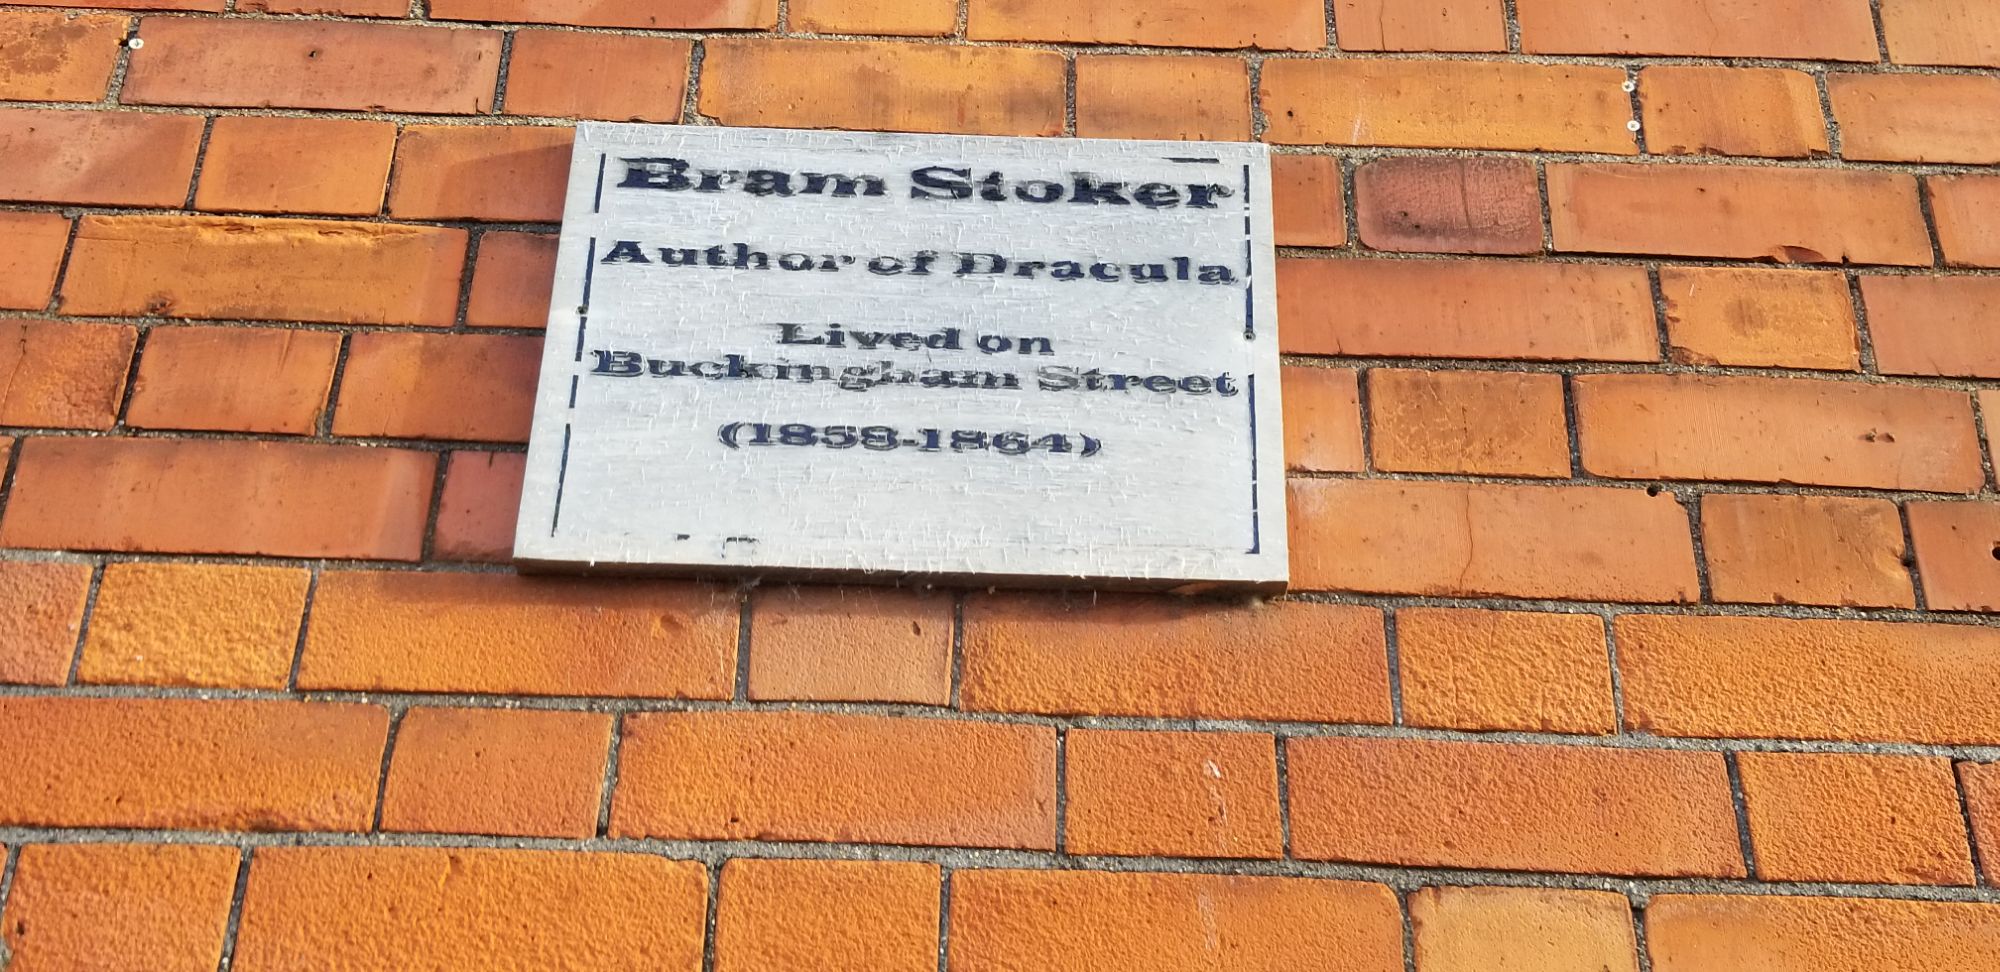 Bram Stoker
Author of Dracula
Lived on
Buckingham Street
(1858-1864)